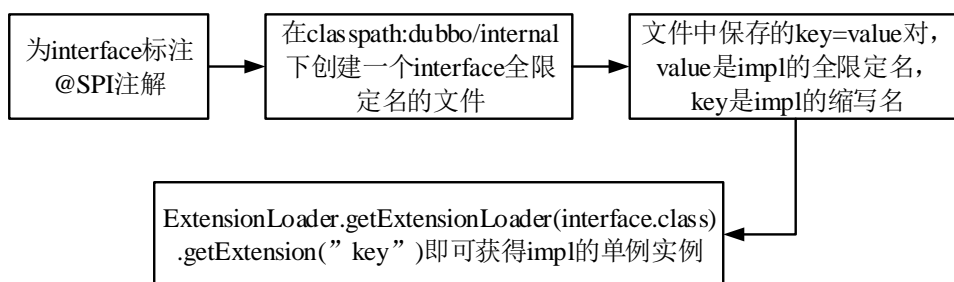 为interface标注
@SPI注解
在classpath:dubbo/internal
下创建一个interface全限
定名的文件
文件中保存的key=value对，
value是impl的全限定名，
key是impl的缩写名
ExtensionLoader.getExtensionLoader(interface.class)
.getExtension(”key”)即可获得impl的单例实例